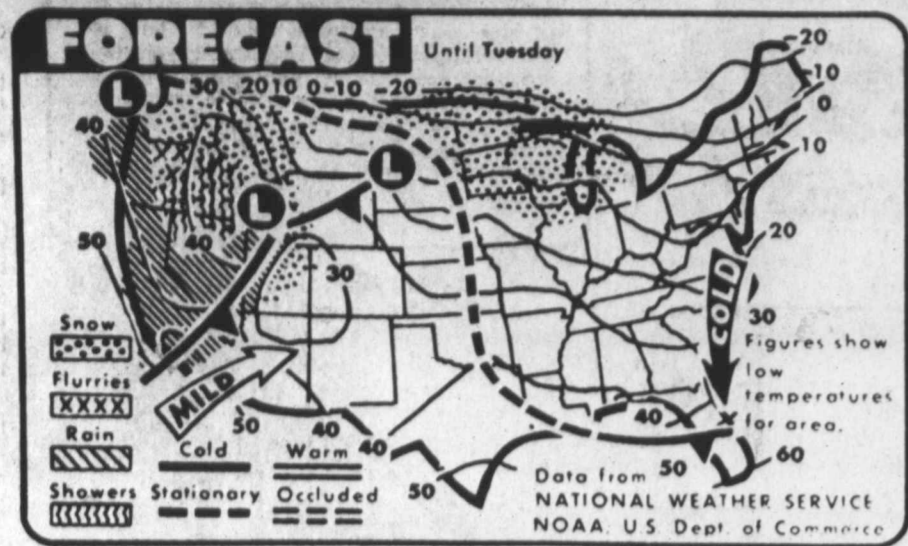 FORECAST
Until Tuesday
L
30 20 10 0 -10 -20
-20
-10
0
10
40
L
L
40
50
30
20
COLD
30
Snow
Flurries
XXXX
Rain
Showers
MILD
Cold
Warm
Stationary
Occluded
50
40
40
50
40
50
60
Figures show
low
temperatures
for area.
Data from
NATIONAL WEATHER SERVICE
NOAA, U.S. Dept. of Commerce